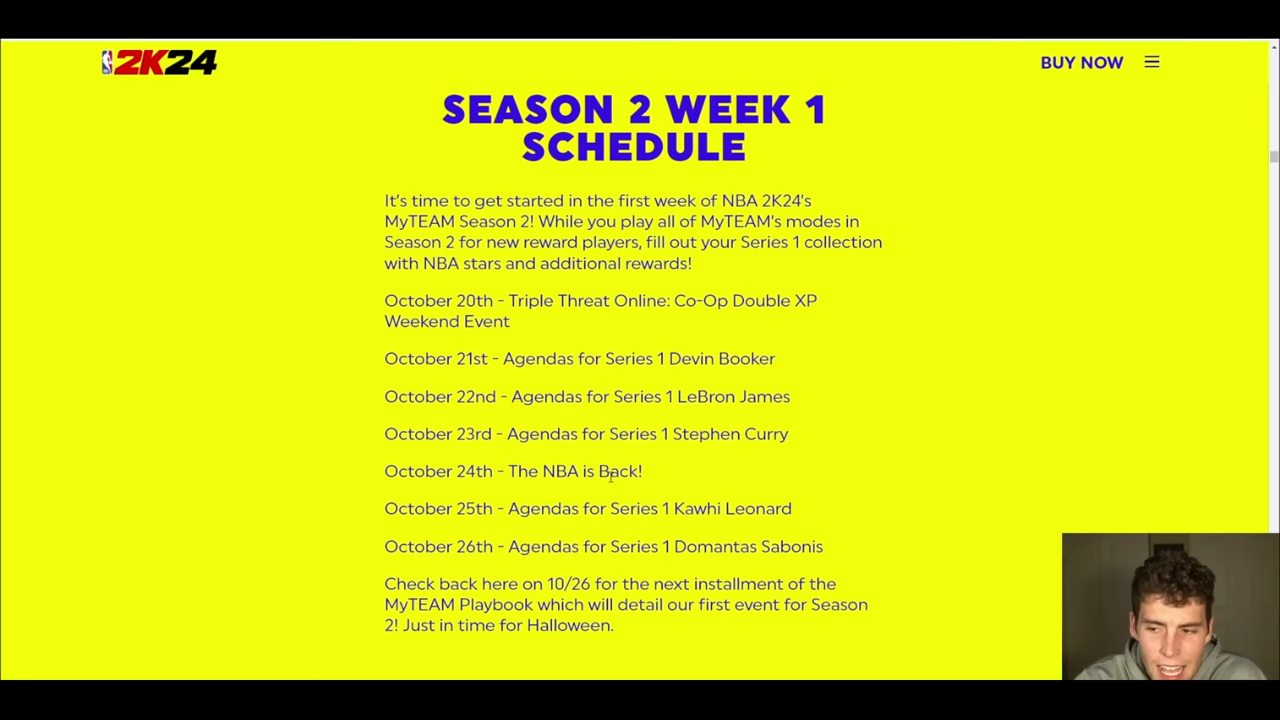 2K24
BUY NOW
SEASON 2 WEEK 1
SCHEDULE
It's time to get started in the first week of NBA 2K24's
MyTEAM Season 2! While you play all of MyTEAM's modes in
Season 2 for new reward players, fill out your Series 1 collection
with NBA stars and additional rewards!
October 20th - Triple Threat Online: Co-Op Double XP
Weekend Event
October 21st - Agendas for Series 1 Devin Booker
October 22nd - Agendas for Series 1 LeBron James
October 23rd - Agendas for Series 1 Stephen Curry
October 24th - The NBA is Back!
October 25th - Agendas for Series 1 Kawhi Leonard
October 26th - Agendas for Series 1 Domantas Sabonis
Check back here on 10/26 for the next installment of the
MyTEAM Playbook which will detail our first event for Season
2! Just in time for Halloween.